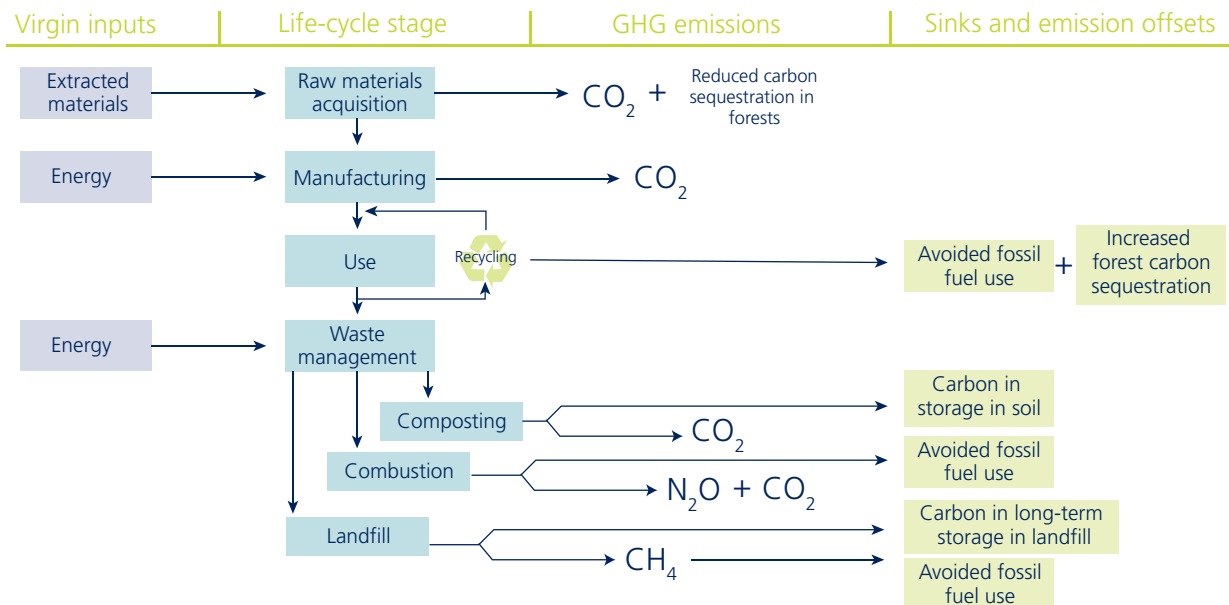 Virgin inputs
Life-cycle stage
GHG emissions
Sinks and emission offsets
Extracted
materials
Raw materials
acquisition
CO₂ +
Reduced carbon
sequestration in
forests
Energy
Manufacturing
CO₂
Use
Recycling
Avoided fossil
fuel use
+
Increased
forest carbon
sequestration
Energy
Waste
management
Composting
CO₂
Carbon in
storage in soil
Combustion
N₂O + CO₂
Avoided fossil
fuel use
Landfill
CH₄
Carbon in long-term
storage in landfill
Avoided fossil
fuel use